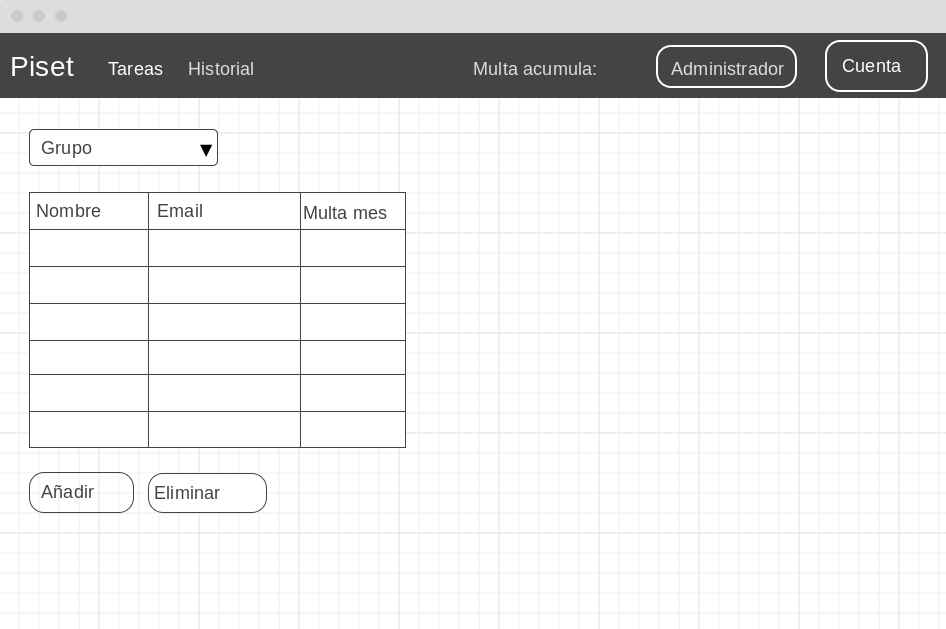 Piset Tareas Historial Multa acumula: Administrador Cuenta
Grupo
Nombre Email Multa mes
Añadir Eliminar